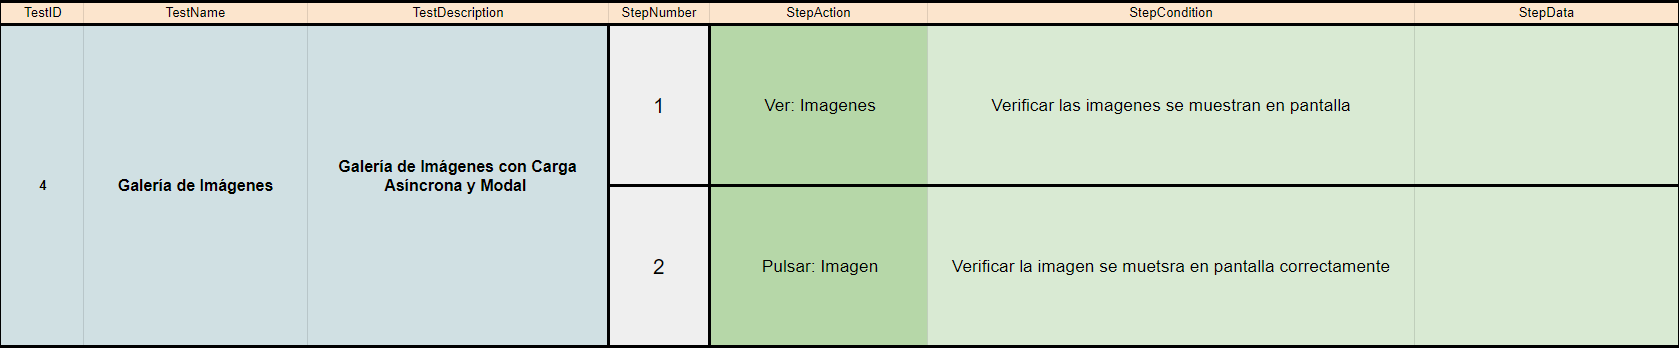 TestID TestName TestDescription StepNumber StepAction StepCondition StepData
1 Ver: Imagenes Verificar las imagenes se muestran en pantalla
4 Galería de Imágenes Galería de Imágenes con Carga
Asíncrona y Modal
2 Pulsar: Imagen Verificar la imagen se muetsra en pantalla correctamente